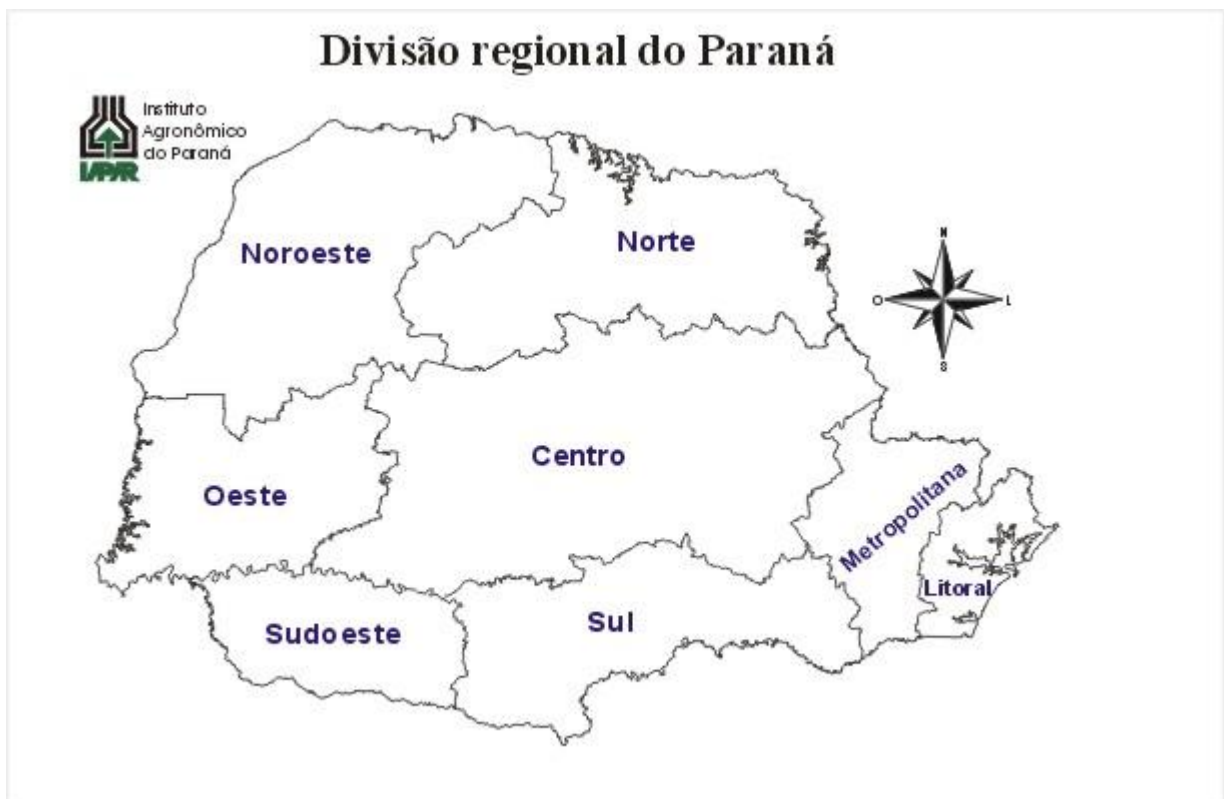 Divisão regional do Paraná
Instituto
Agronômico
do Paraná
IAPAR
Noroeste
Norte
N
O
L
S
Centro
Oeste
Metropolitana
Litoral
Sul
Sudoeste